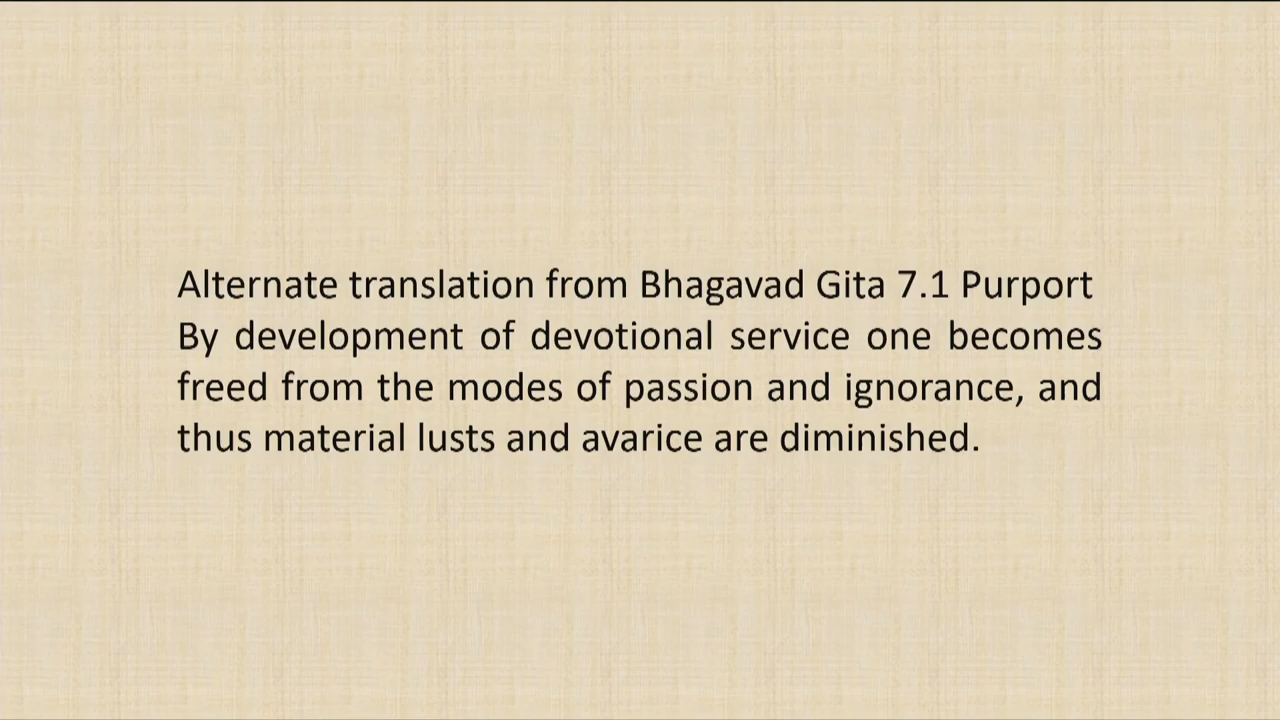 Alternate translation from Bhagavad Gita 7.1 Purport
By development of devotional service one becomes
freed from the modes of passion and ignorance, and
thus material lusts and avarice are diminished.